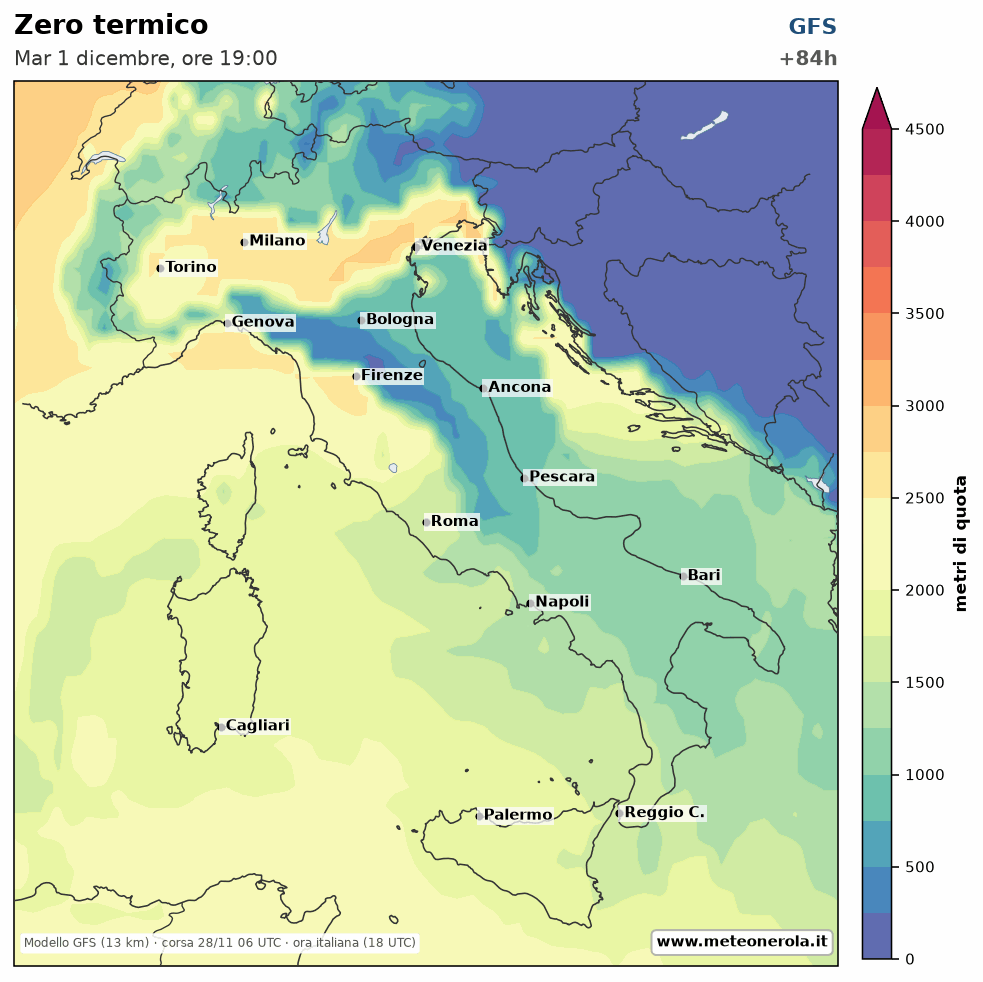 Zero termico
GFS
Mar 1 dicembre, ore 19:00
+84h
4500
4000
3500
3000
2500
2000
1500
1000
500
0
metri di quota
Milano
Venezia
Torino
Genova
Bologna
Firenze
Ancona
Pescara
Roma
Bari
Napoli
Cagliari
Palermo
Reggio C.
Modello GFS (13 km) · corsa 28/11 06 UTC · ora italiana (18 UTC)
www.meteonerola.it